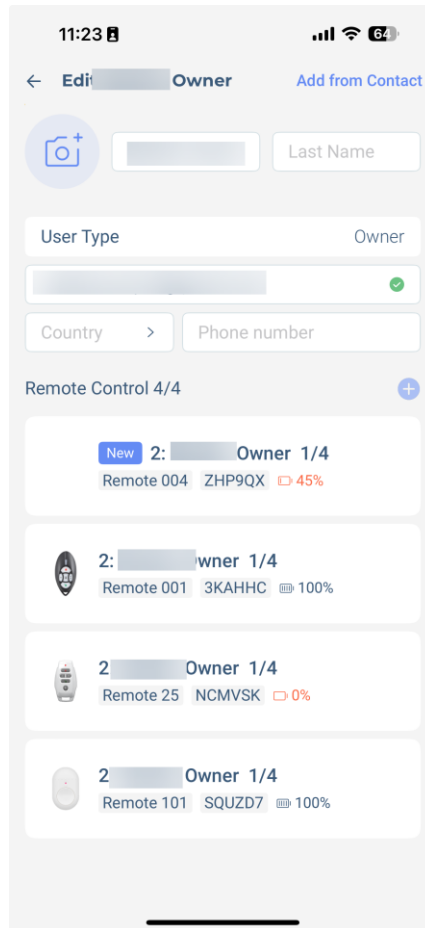 11:23 64
Edit Owner Add from Contact
Last Name
User Type Owner
Country > Phone number
Remote Control 4/4
New 2: Owner 1/4
Remote 004 ZHP9QX 45%
2: wner 1/4
Remote 001 3KAHHC 100%
2 Owner 1/4
Remote 25 NCMVSK 0%
2 Owner 1/4
Remote 101 SQUZD7 100%